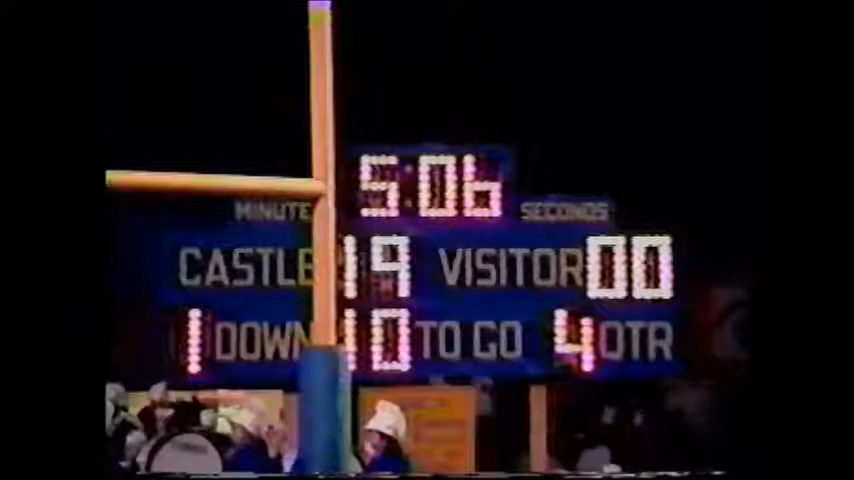 5:06
MINUTE SECONDS
CASTLE 19 VISITOR 00
1 DOWN 10 TO GO 4 QTR